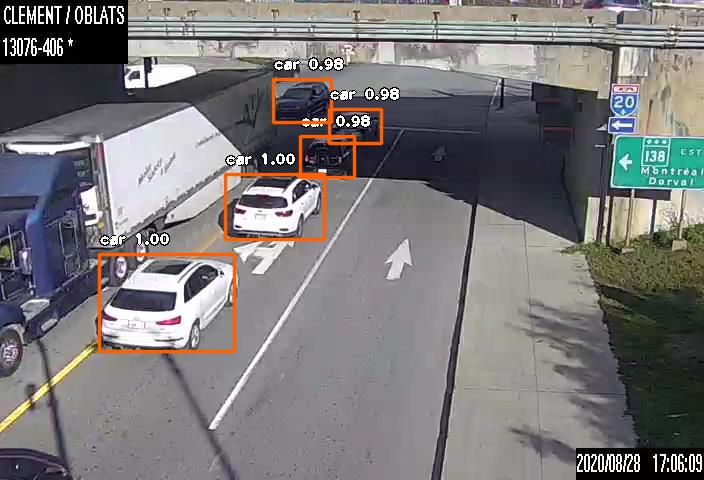 CLEMENT / OBLATS
13076-406 *
car 0.98
car 0.98
car 0.98
car 1.00
car 1.00
20
138
EST
Montréal
Dorval
2020/08/28 17:06:09